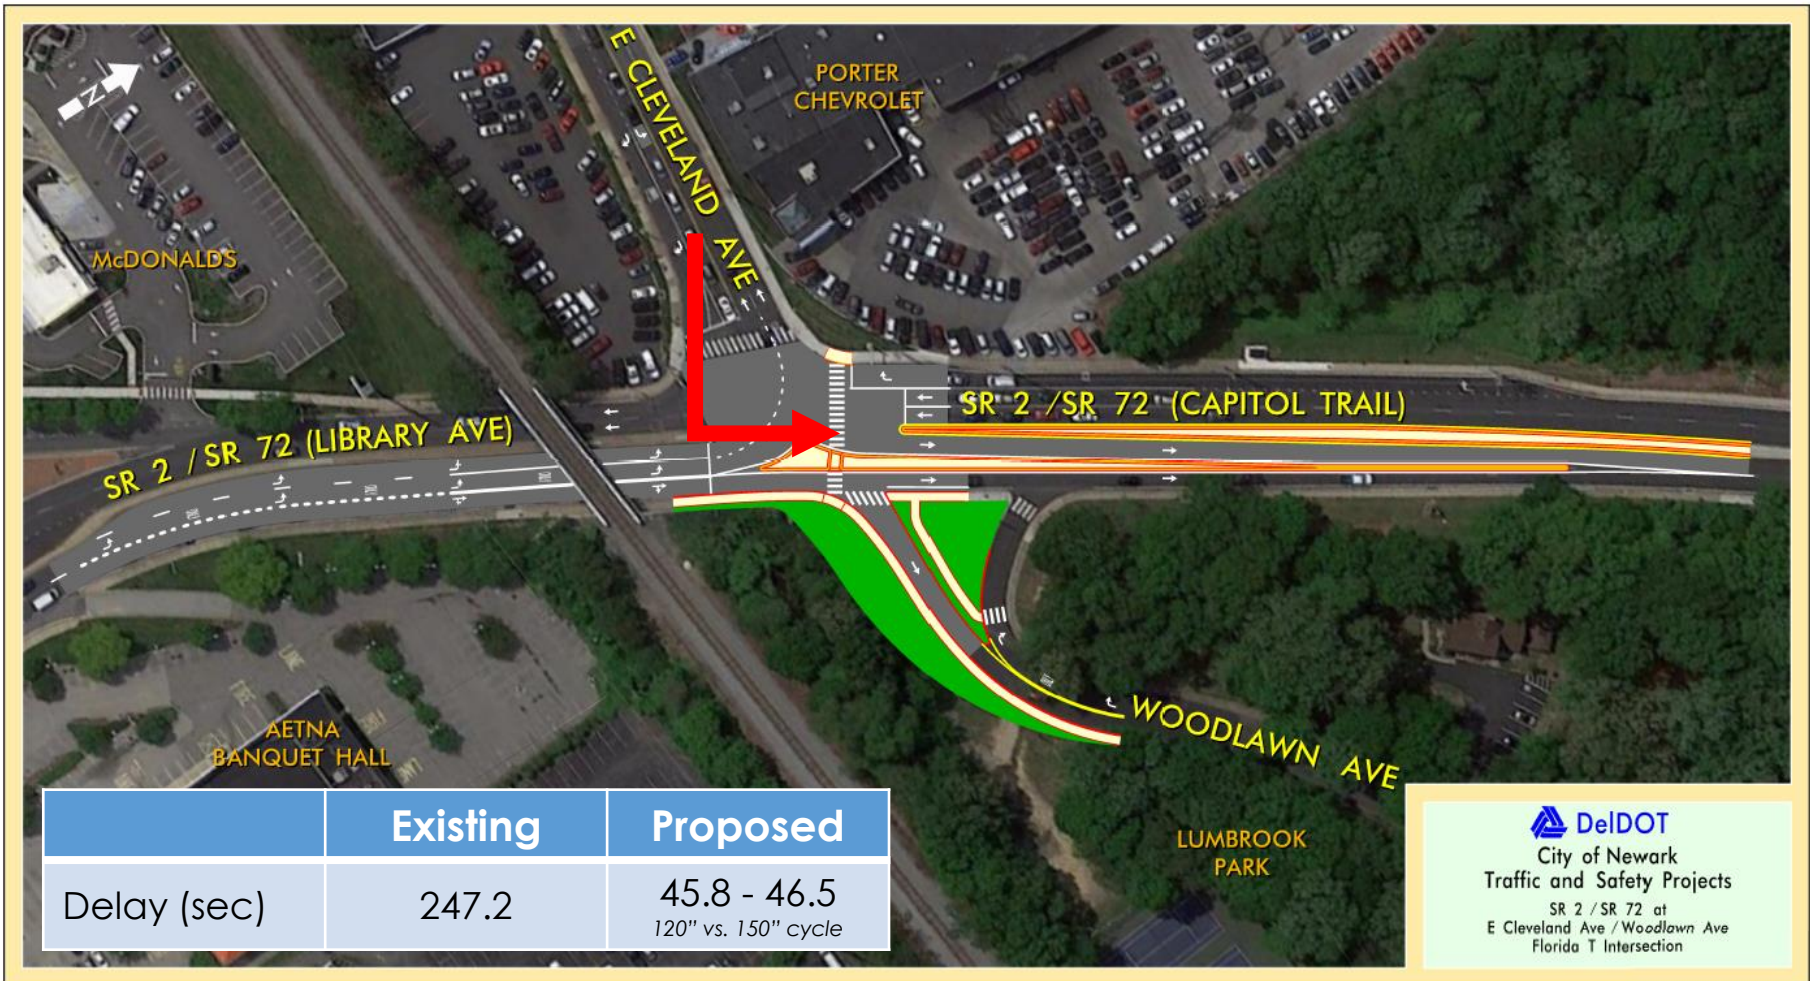 N
E CLEVELAND AVE
PORTER
CHEVROLET
McDONALDS
SR 2 / SR 72 (LIBRARY AVE)
SR 2 / SR 72 (CAPITOL TRAIL)
ONLY
ONLY
ONLY
AETNA
BANQUET HALL
WOODLAWN AVE
LUMBROOK
PARK
Existing Proposed
Delay (sec) 247.2 45.8 - 46.5
120” vs. 150” cycle
DelDOT
City of Newark
Traffic and Safety Projects
SR 2 / SR 72 at
E Cleveland Ave / Woodlawn Ave
Florida T Intersection